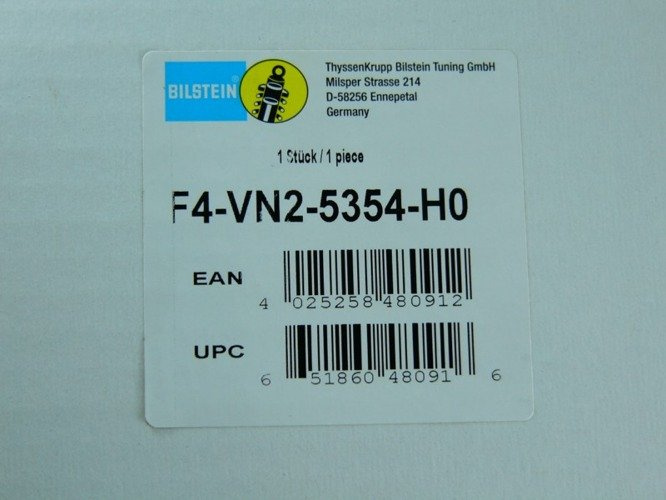 BILSTEIN®
ThyssenKrupp Bilstein Tuning GmbH
Milsper Strasse 214
D-58256 Ennepetal
Germany
1 Stück / 1 piece
F4-VN2-5354-H0
EAN
4 025258 480912
UPC
6 51860 48091 6